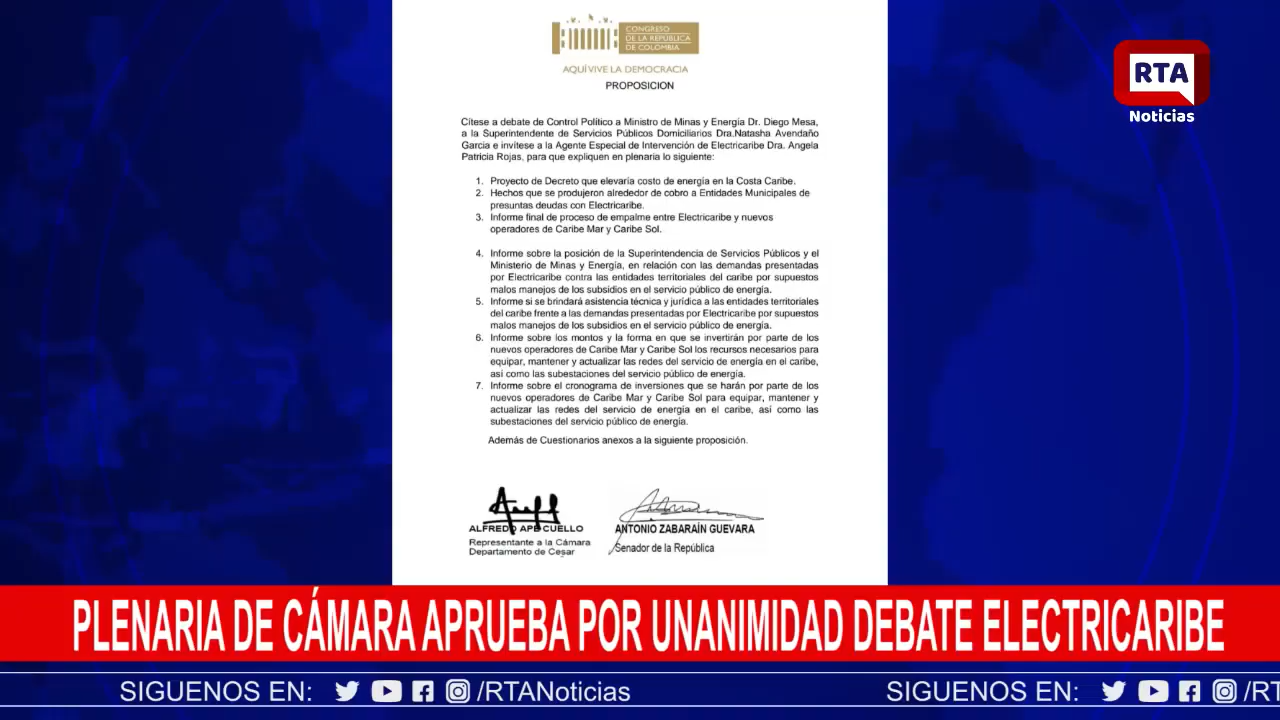 CONGRESO
DE LA REPÚBLICA
DE COLOMBIA
AQUÍ VIVE LA DEMOCRACIA
PROPOSICION
RTA
Noticias
Cítese a debate de Control Político a Ministro de Minas y Energía Dr. Diego Mesa,
a la Superintendente de Servicios Públicos Domiciliarios Dra.Natasha Avendaño
Garcia e invítese a la Agente Especial de Intervención de Electricaribe Dra. Angela
Patricia Rojas, para que expliquen en plenaria lo siguiente:
1. Proyecto de Decreto que elevaría costo de energía en la Costa Caribe.
2. Hechos que se produjeron alrededor de cobro a Entidades Municipales de
presuntas deudas con Electricaribe.
3. Informe final de proceso de empalme entre Electricaribe y nuevos
operadores de Caribe Mar y Caribe Sol.
4. Informe sobre la posición de la Superintendencia de Servicios Públicos y el
Ministerio de Minas y Energía, en relación con las demandas presentadas
por Electricaribe contra las entidades territoriales del caribe por supuestos
malos manejos de los subsidios en el servicio público de energía.
5. Informe si se brindará asistencia técnica y jurídica a las entidades territoriales
del caribe frente a las demandas presentadas por Electricaribe por supuestos
malos manejos de los subsidios en el servicio público de energía.
6. Informe sobre los montos y la forma en que se invertirán por parte de los
nuevos operadores de Caribe Mar y Caribe Sol los recursos necesarios para
equipar, mantener y actualizar las redes del servicio de energía en el caribe,
así como las subestaciones del servicio público de energía.
7. Informe sobre el cronograma de inversiones que se harán por parte de los
nuevos operadores de Caribe Mar y Caribe Sol para equipar, mantener y
actualizar las redes del servicio de energía en el caribe, así como las
subestaciones del servicio público de energía.
Además de Cuestionarios anexos a la siguiente proposición.
ALFREDO APE CUELLO
Representante a la Cámara
Departamento de Cesar
ANTONIO ZABARAÍN GUEVARA
Senador de la República
PLENARIA DE CÁMARA APRUEBA POR UNANIMIDAD DEBATE ELECTRICARIBE
SIGUENOS EN: /RTANoticias
SIGUENOS EN: /RT